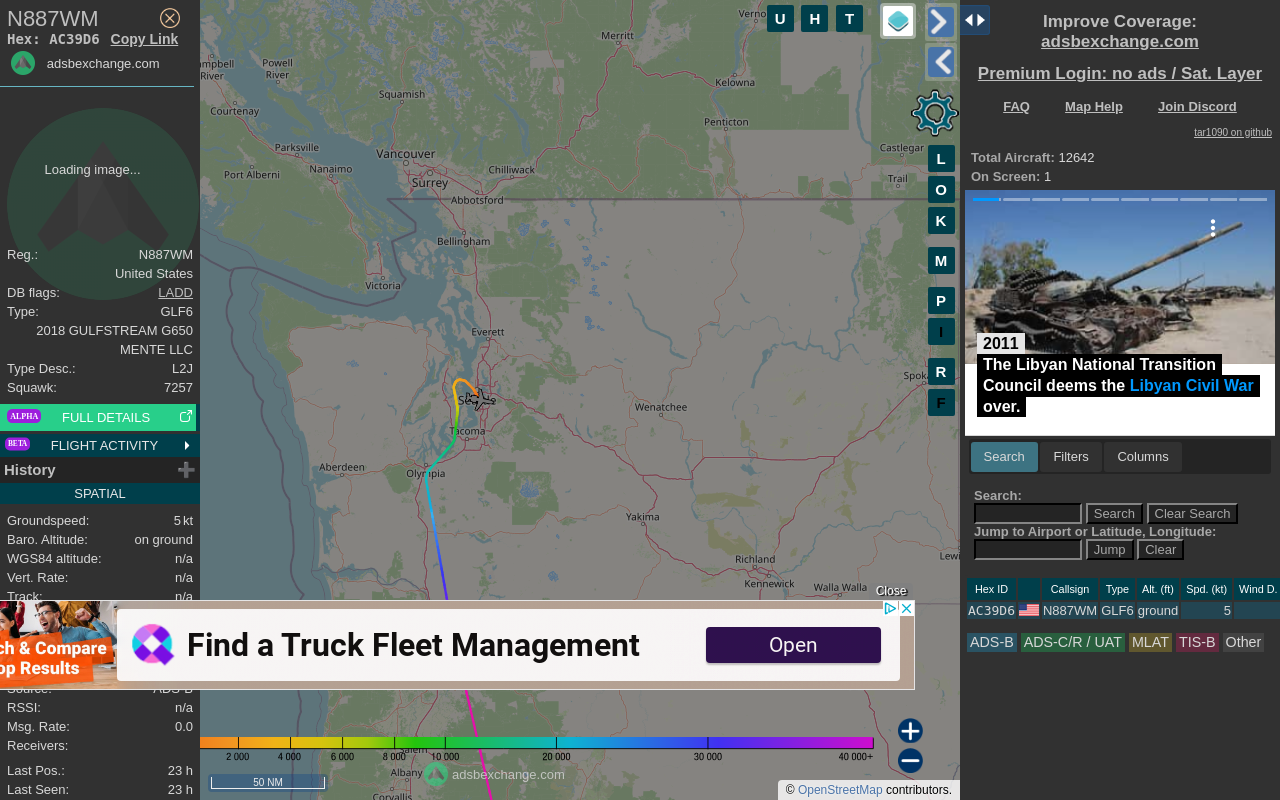 N887WM
Hex: AC39D6 Copy Link
adsbexchange.com
Loading image...
Reg.: N887WM
United States
DB flags: LADD
Type: GLF6
2018 GULFSTREAM G650
MENTE LLC
Type Desc.: L2J
Squawk: 7257
ALPHA FULL DETAILS
BETA FLIGHT ACTIVITY
History
SPATIAL
Groundspeed: 5 kt
Baro. Altitude: on ground
WGS84 altitude: n/a
Vert. Rate: n/a
Track: n/a
Source: ADS-B
RSSI: n/a
Msg. Rate: 0.0
Receivers:
Last Pos.: 23 h
Last Seen: 23 h
U H T
L
O
K
M
P
I
R
F
Verno
Merritt
mpbell
River
Powell
River
Kelowna
Squamish
Courtenay
Penticton
Parksville
Vancouver
Castlegar
Nanaimo
Chilliwack
Port Alberni
Surrey
Trail
Abbotsford
Bellingham
Victoria
Everett
Spok
Se
Wenatchee
Tacoma
Aberdeen
Olympia
Yakima
Richland
Lewi
Kennewick
Walla Walla
Close
ch & Compare
op Results
Find a Truck Fleet Management
Open
Salem
2 000 4 000 6 000 8 000 10 000 20 000 30 000 40 000+
Albany
adsbexchange.com
50 NM
Corvallis
© OpenStreetMap contributors.
Improve Coverage:
adsbexchange.com
Premium Login: no ads / Sat. Layer
FAQ Map Help Join Discord
tar1090 on github
Total Aircraft: 12642
On Screen: 1
2011
The Libyan National Transition
Council deems the Libyan Civil War
over.
Search Filters Columns
Search:
Search Clear Search
Jump to Airport or Latitude, Longitude:
Jump Clear
Hex ID Callsign Type Alt. (ft) Spd. (kt) Wind D.
AC39D6 N887WM GLF6 ground 5
ADS-B ADS-C/R / UAT MLAT TIS-B Other